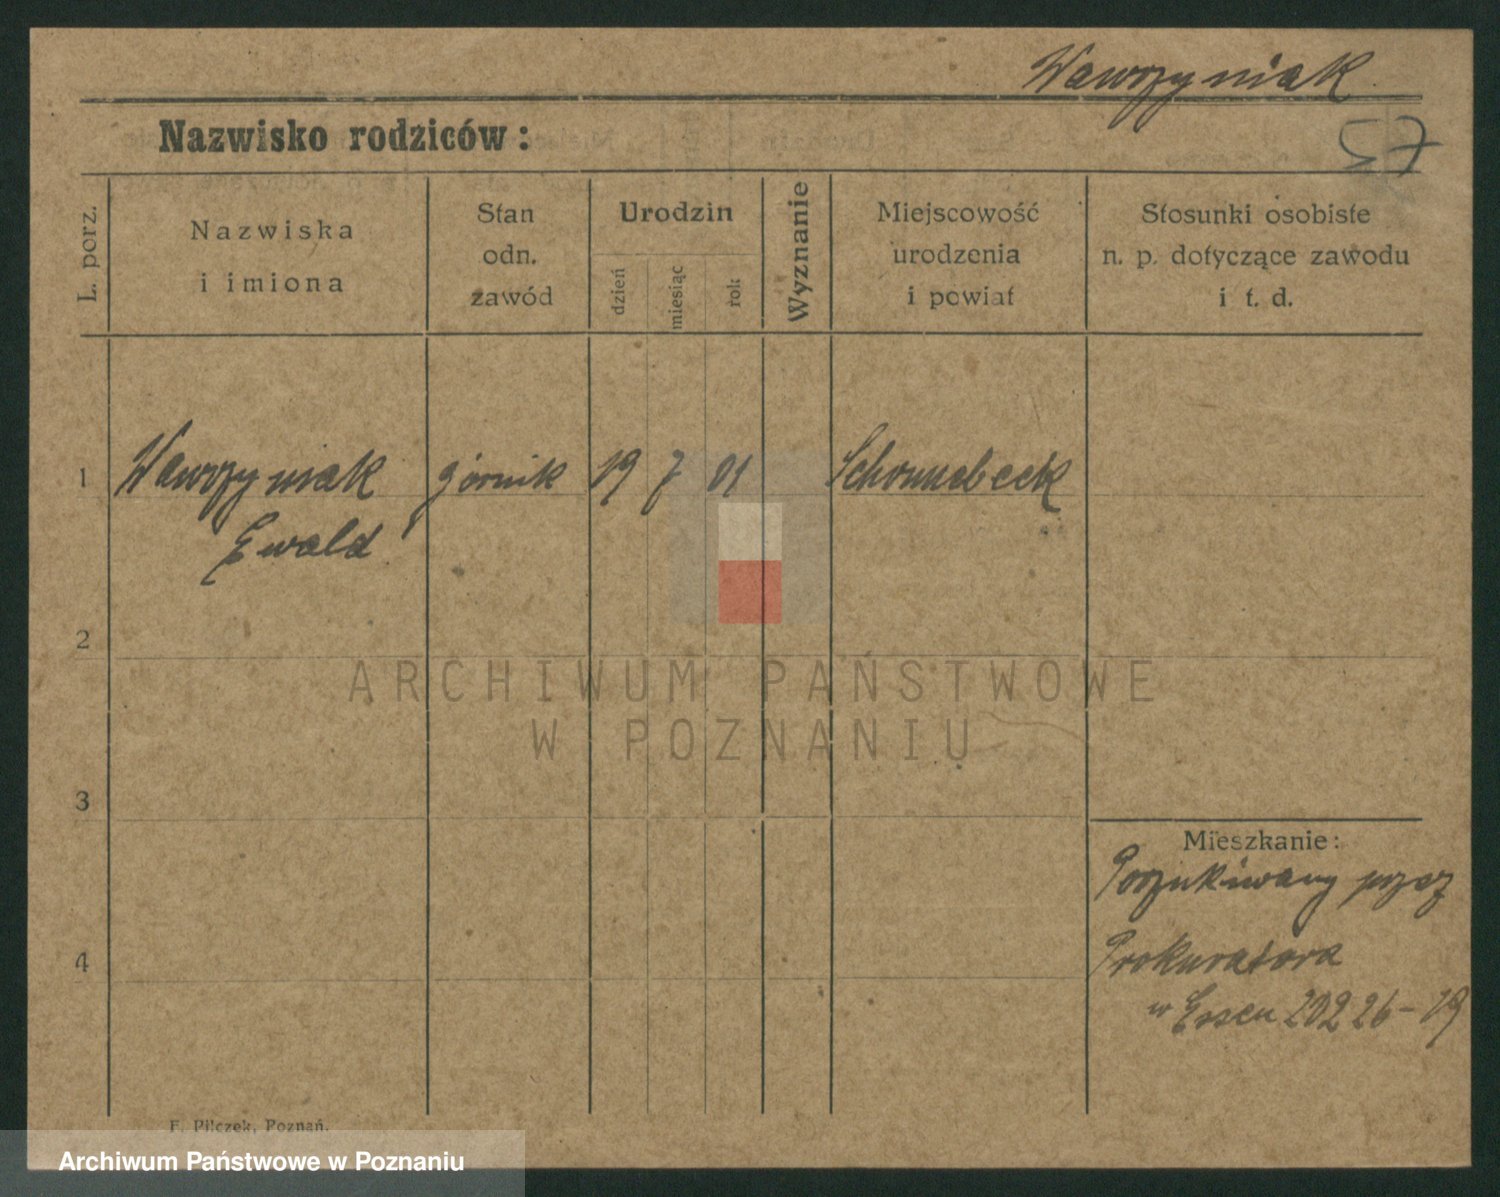 Wawrzyniak
Nazwisko rodziców:
L. porz.
Nazwiska
i imiona
Stan
odn.
zawód
Urodzin
dzień
miesiąc
rok
Wyznanie
Miejscowość
urodzenia
i powiat
Stosunki osobiste
n. p. dotyczące zawodu
i t. d.
1 Wawrzyniak górnik 19 7 01 Schonnebeck
Ewald
2
ARCHIWUM PAŃSTWOWE
W POZNANIU
3
Mieszkanie:
Poszukiwany przez
4 Prokuratora
w Essen 20226-19
F. Pilczek, Poznań.
Archiwum Państwowe w Poznaniu